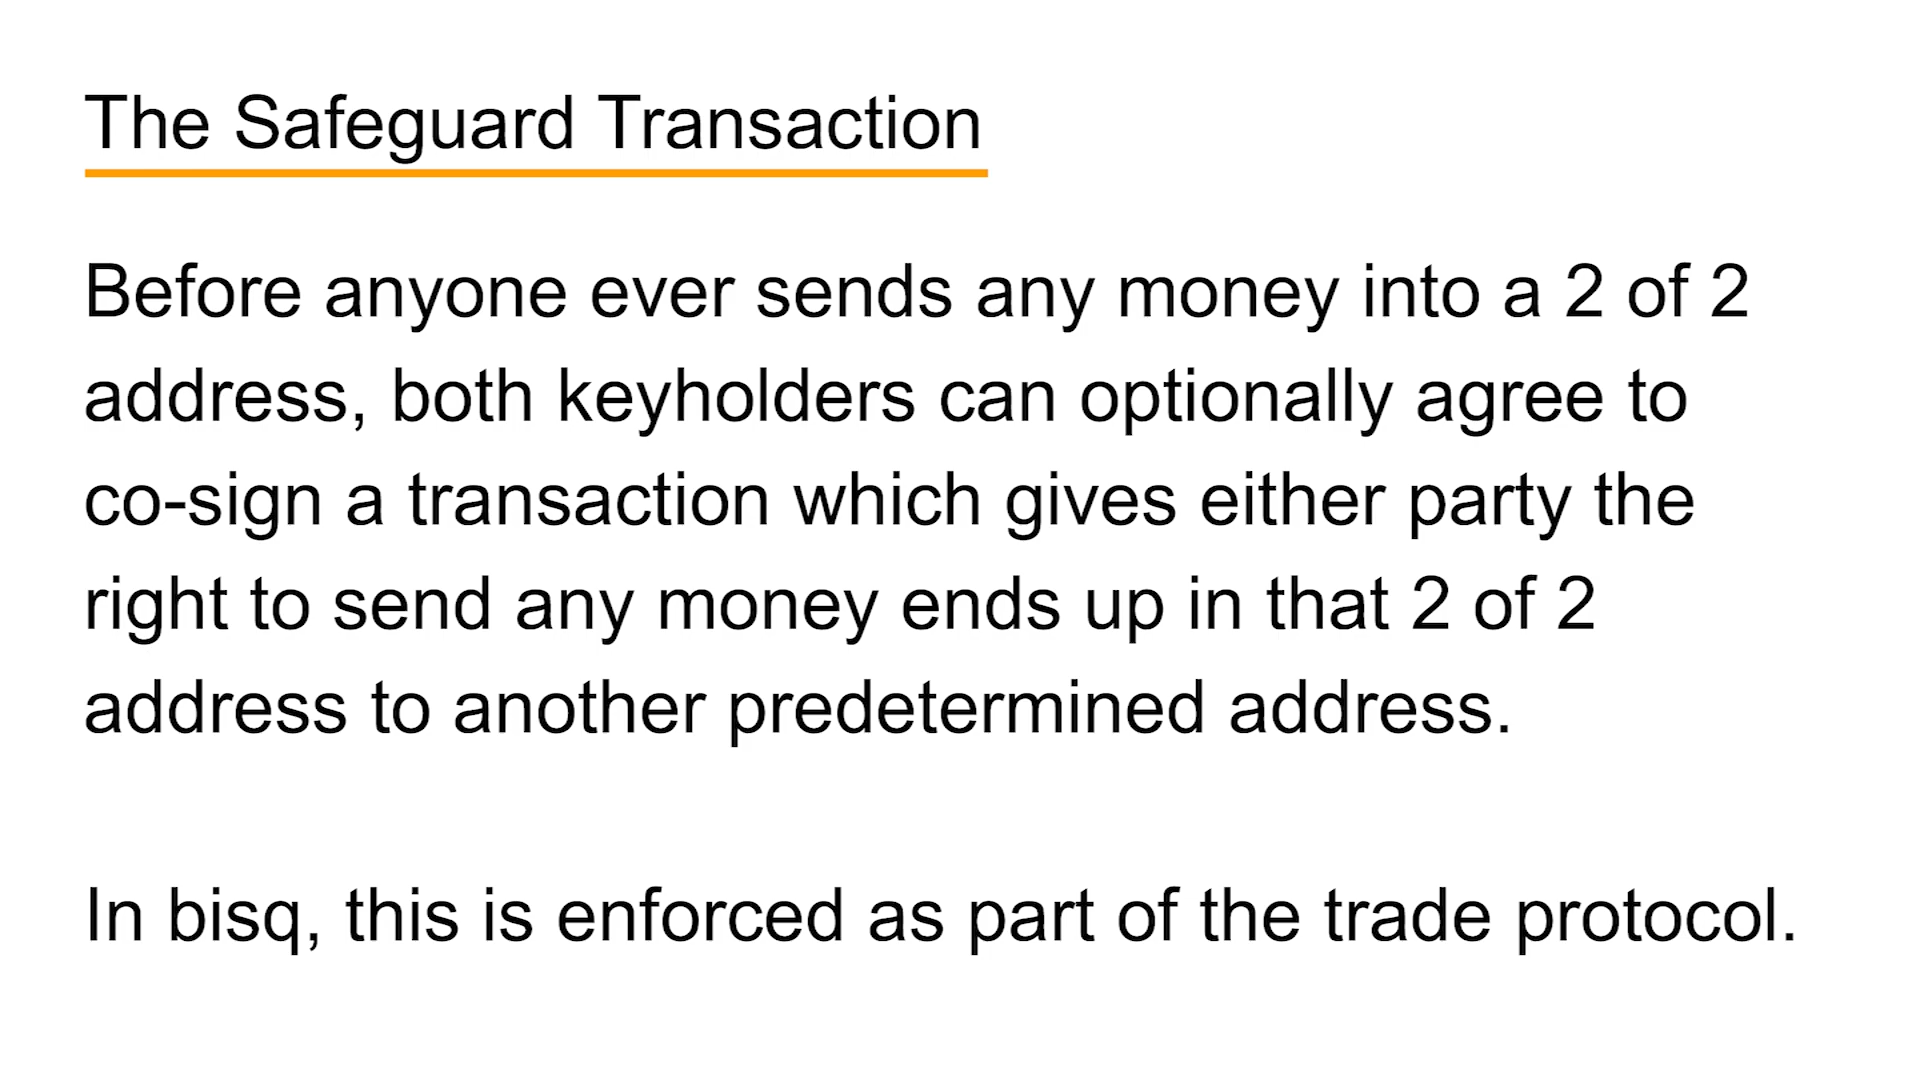 The Safeguard Transaction
Before anyone ever sends any money into a 2 of 2
address, both keyholders can optionally agree to
co-sign a transaction which gives either party the
right to send any money ends up in that 2 of 2
address to another predetermined address.
In bisq, this is enforced as part of the trade protocol.